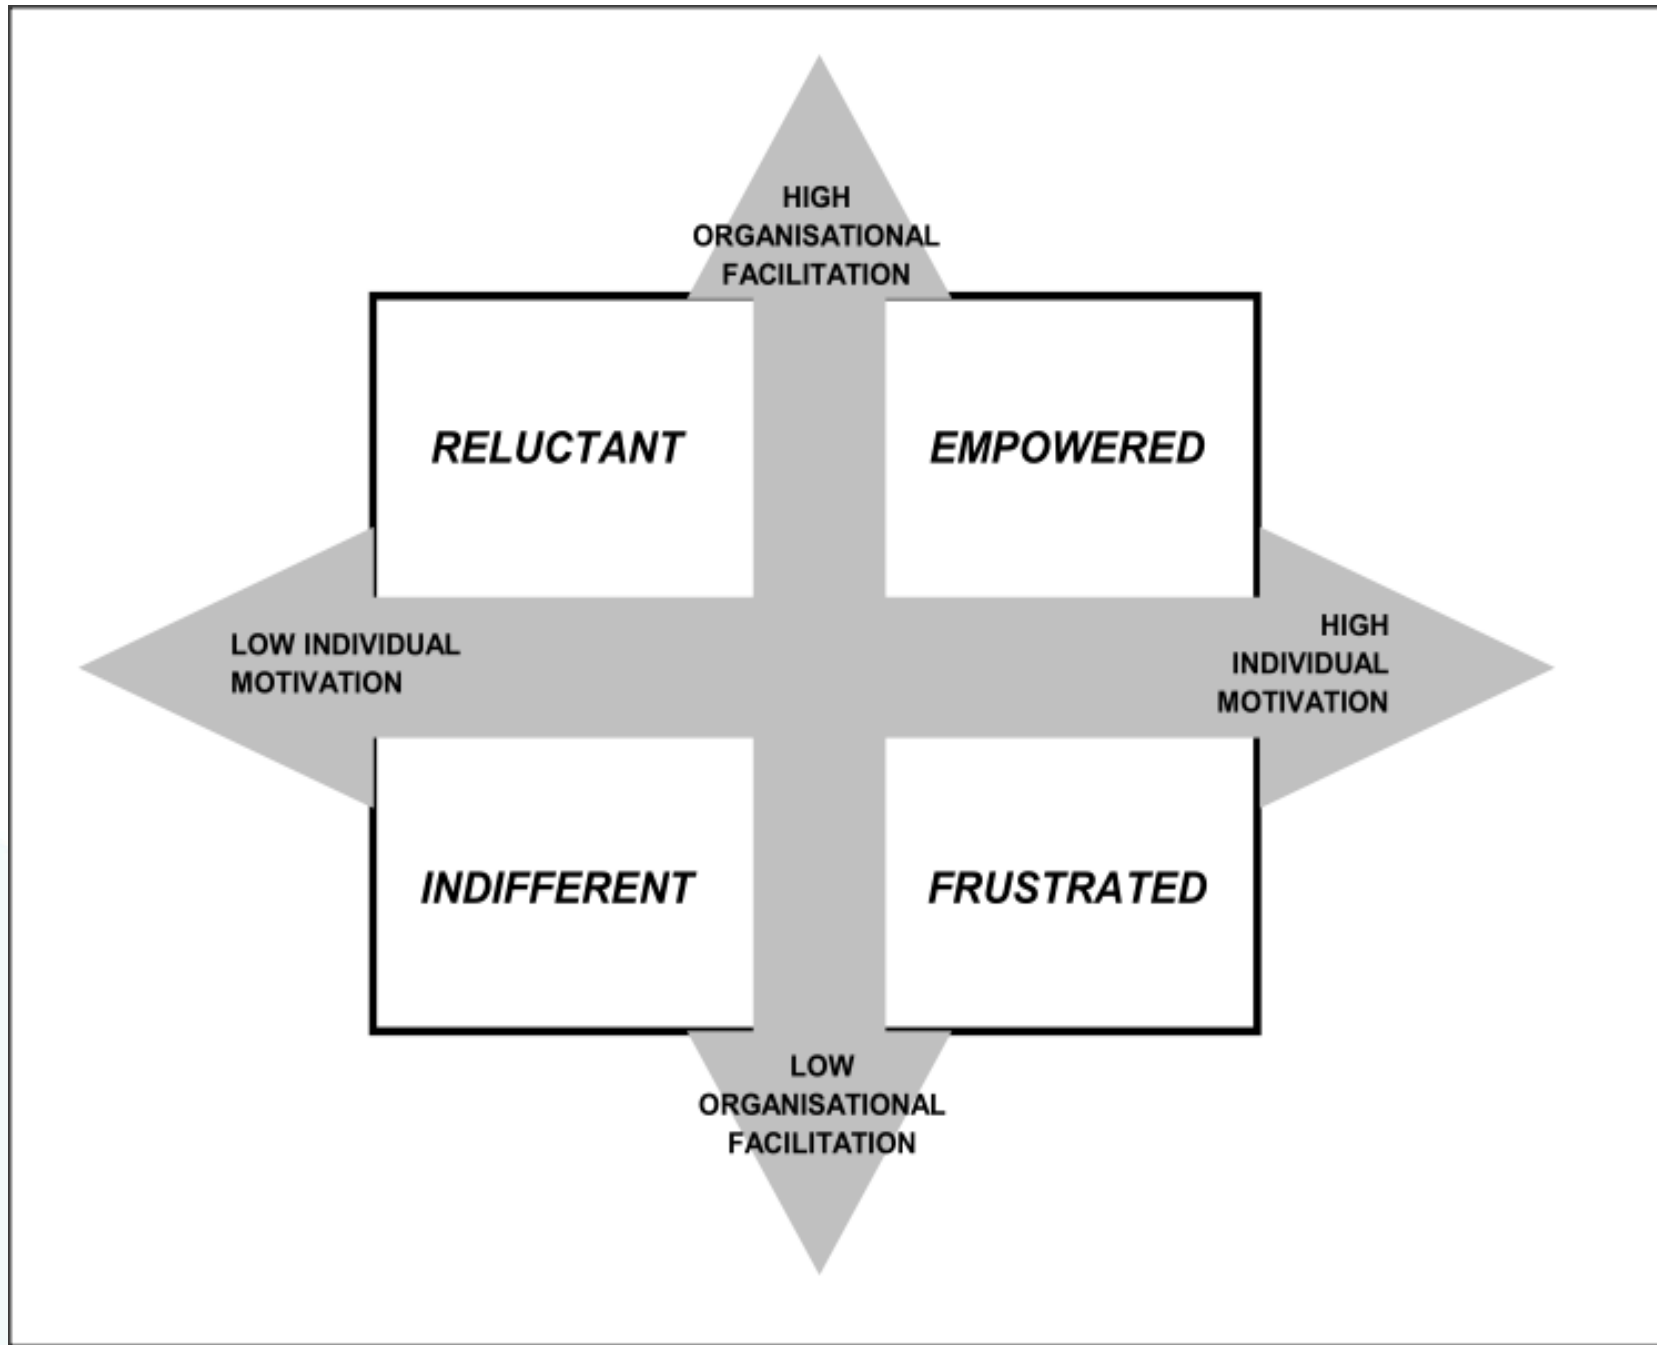 HIGH
ORGANISATIONAL
FACILITATION
RELUCTANT
EMPOWERED
LOW INDIVIDUAL
MOTIVATION
HIGH
INDIVIDUAL
MOTIVATION
INDIFFERENT
FRUSTRATED
LOW
ORGANISATIONAL
FACILITATION